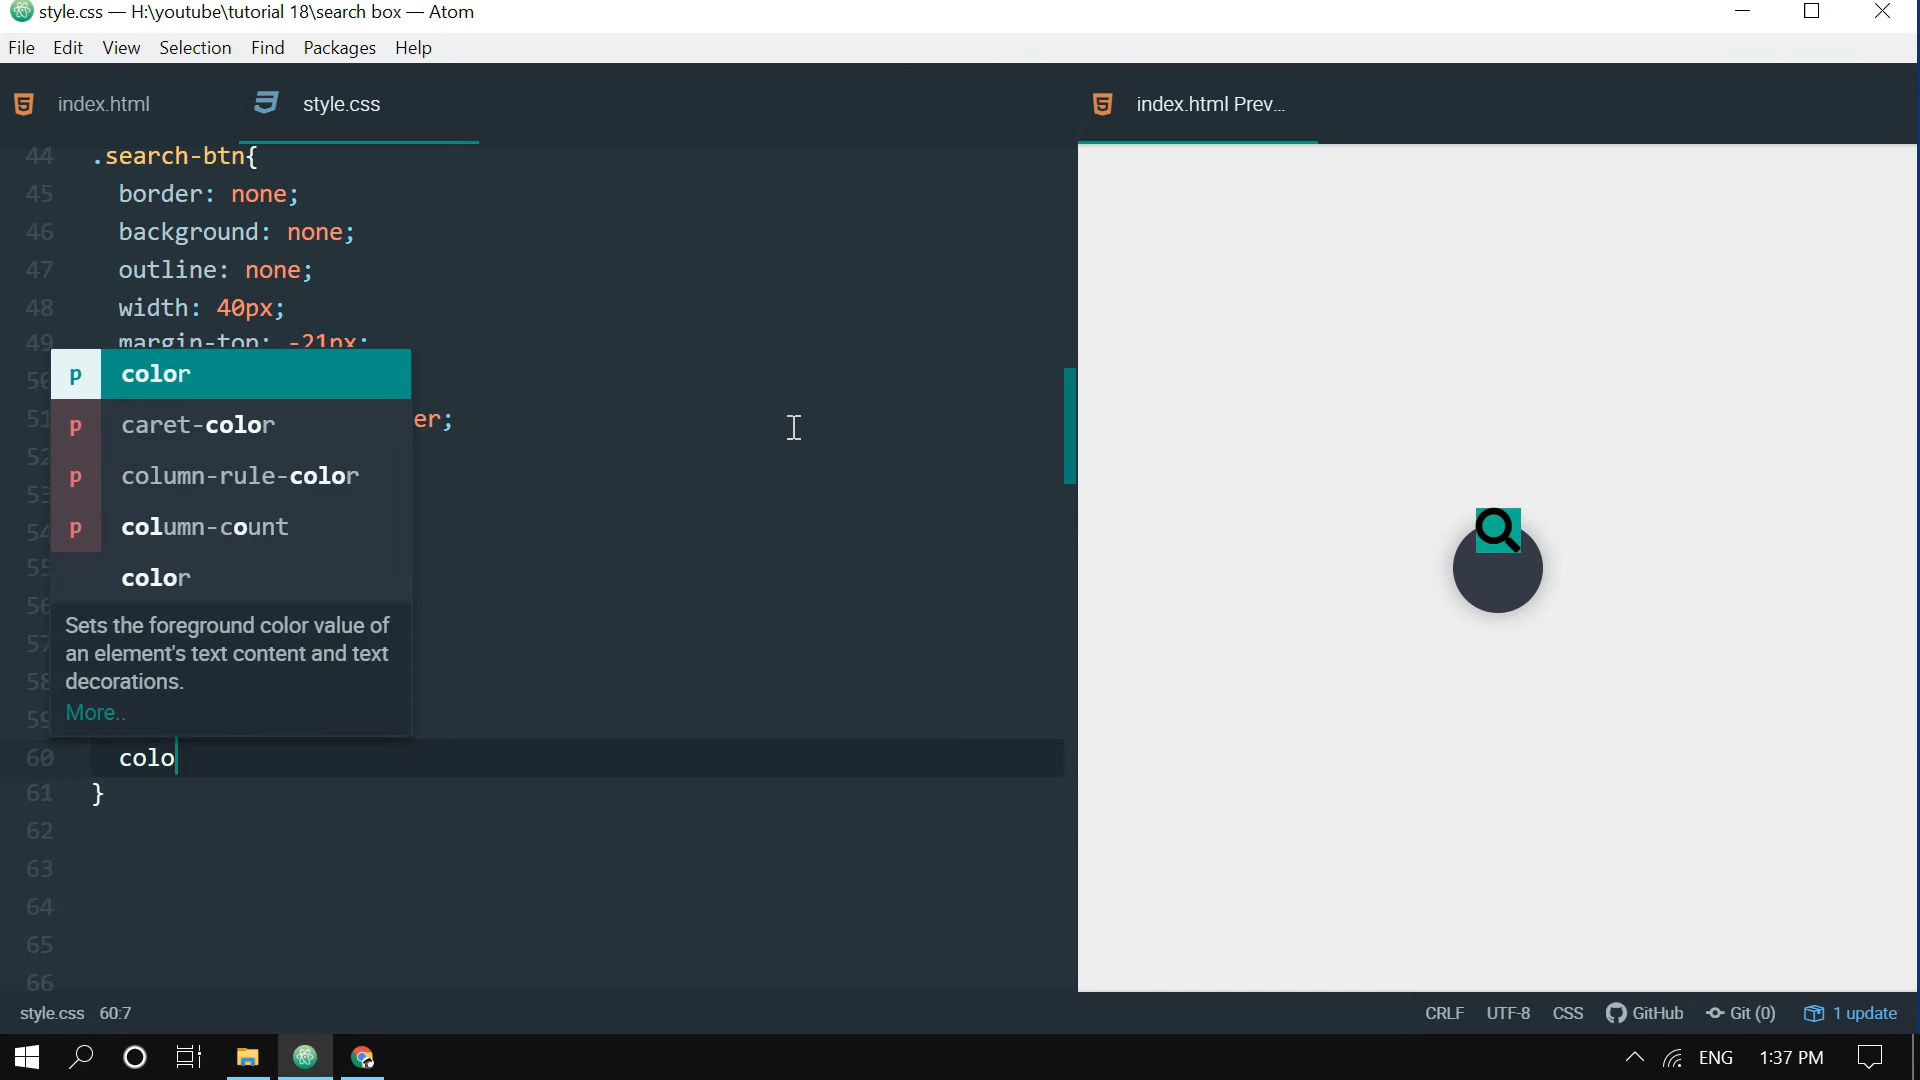 style.css — H:\youtube\tutorial 18\search box — Atom
File Edit View Selection Find Packages Help
index.html style.css index.html Prev...
44 .search-btn{
45 border: none;
46 background: none;
47 outline: none;
48 width: 40px;
49 margin-top: -21px;
p color
51 er;
p caret-color
p column-rule-color
p column-count
color
Sets the foreground color value of
an element's text content and text
decorations.
More..
60 colo
61 }
62
63
64
65
66
style.css 60:7 CRLF UTF-8 CSS GitHub Git (0) 1 update
ENG 1:37 PM